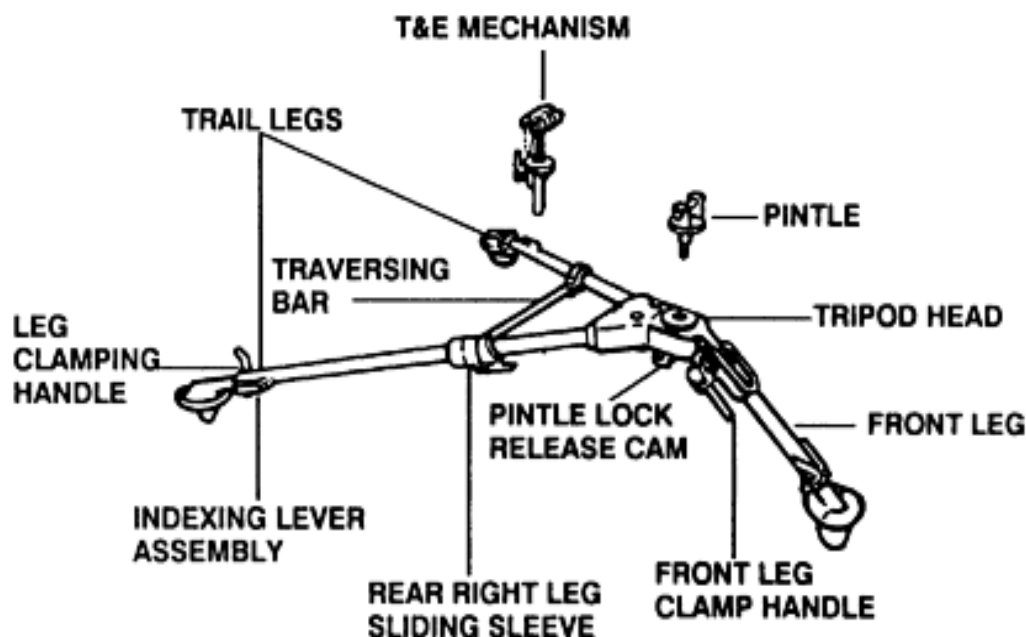 T&E MECHANISM
TRAIL LEGS
PINTLE
TRAVERSING
BAR
TRIPOD HEAD
LEG
CLAMPING
HANDLE
PINTLE LOCK
RELEASE CAM
FRONT LEG
INDEXING LEVER
ASSEMBLY
REAR RIGHT LEG
SLIDING SLEEVE
FRONT LEG
CLAMP HANDLE